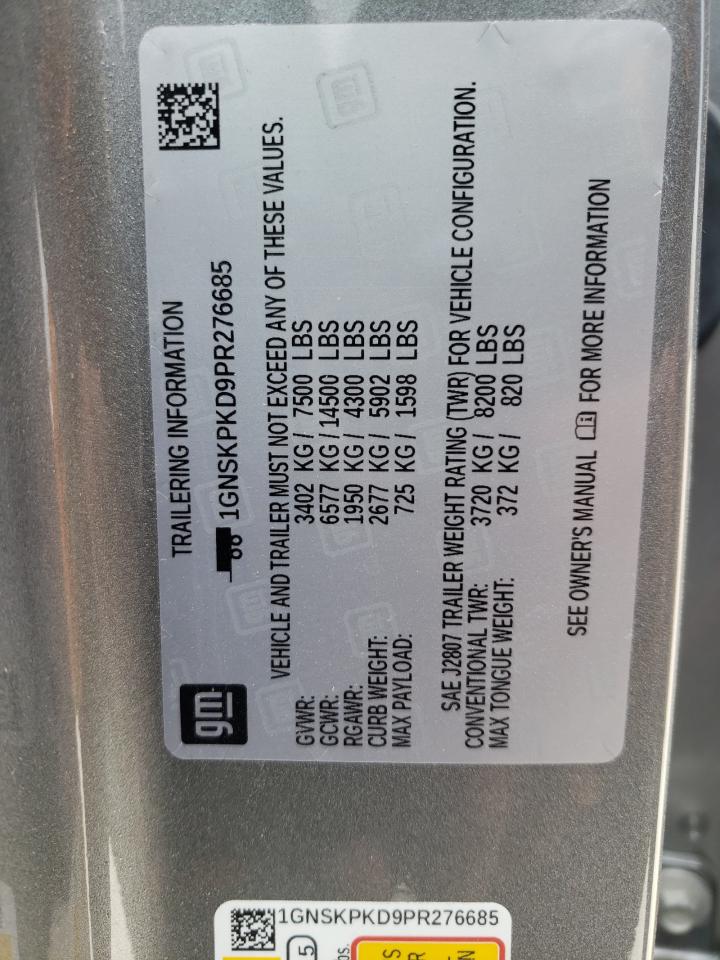 gm
TRAILERING INFORMATION
1GNSKPKD9PR276685
VEHICLE AND TRAILER MUST NOT EXCEED ANY OF THESE VALUES.
GVWR: 3402 KG / 7500 LBS
GCWR: 6577 KG / 14500 LBS
RGAWR: 1950 KG / 4300 LBS
CURB WEIGHT: 2677 KG / 5902 LBS
MAX PAYLOAD: 725 KG / 1598 LBS
SAE J2807 TRAILER WEIGHT RATING (TWR) FOR VEHICLE CONFIGURATION.
CONVENTIONAL TWR: 3720 KG / 8200 LBS
MAX TONGUE WEIGHT: 372 KG / 820 LBS
SEE OWNER'S MANUAL FOR MORE INFORMATION
1GNSKPKD9PR276685